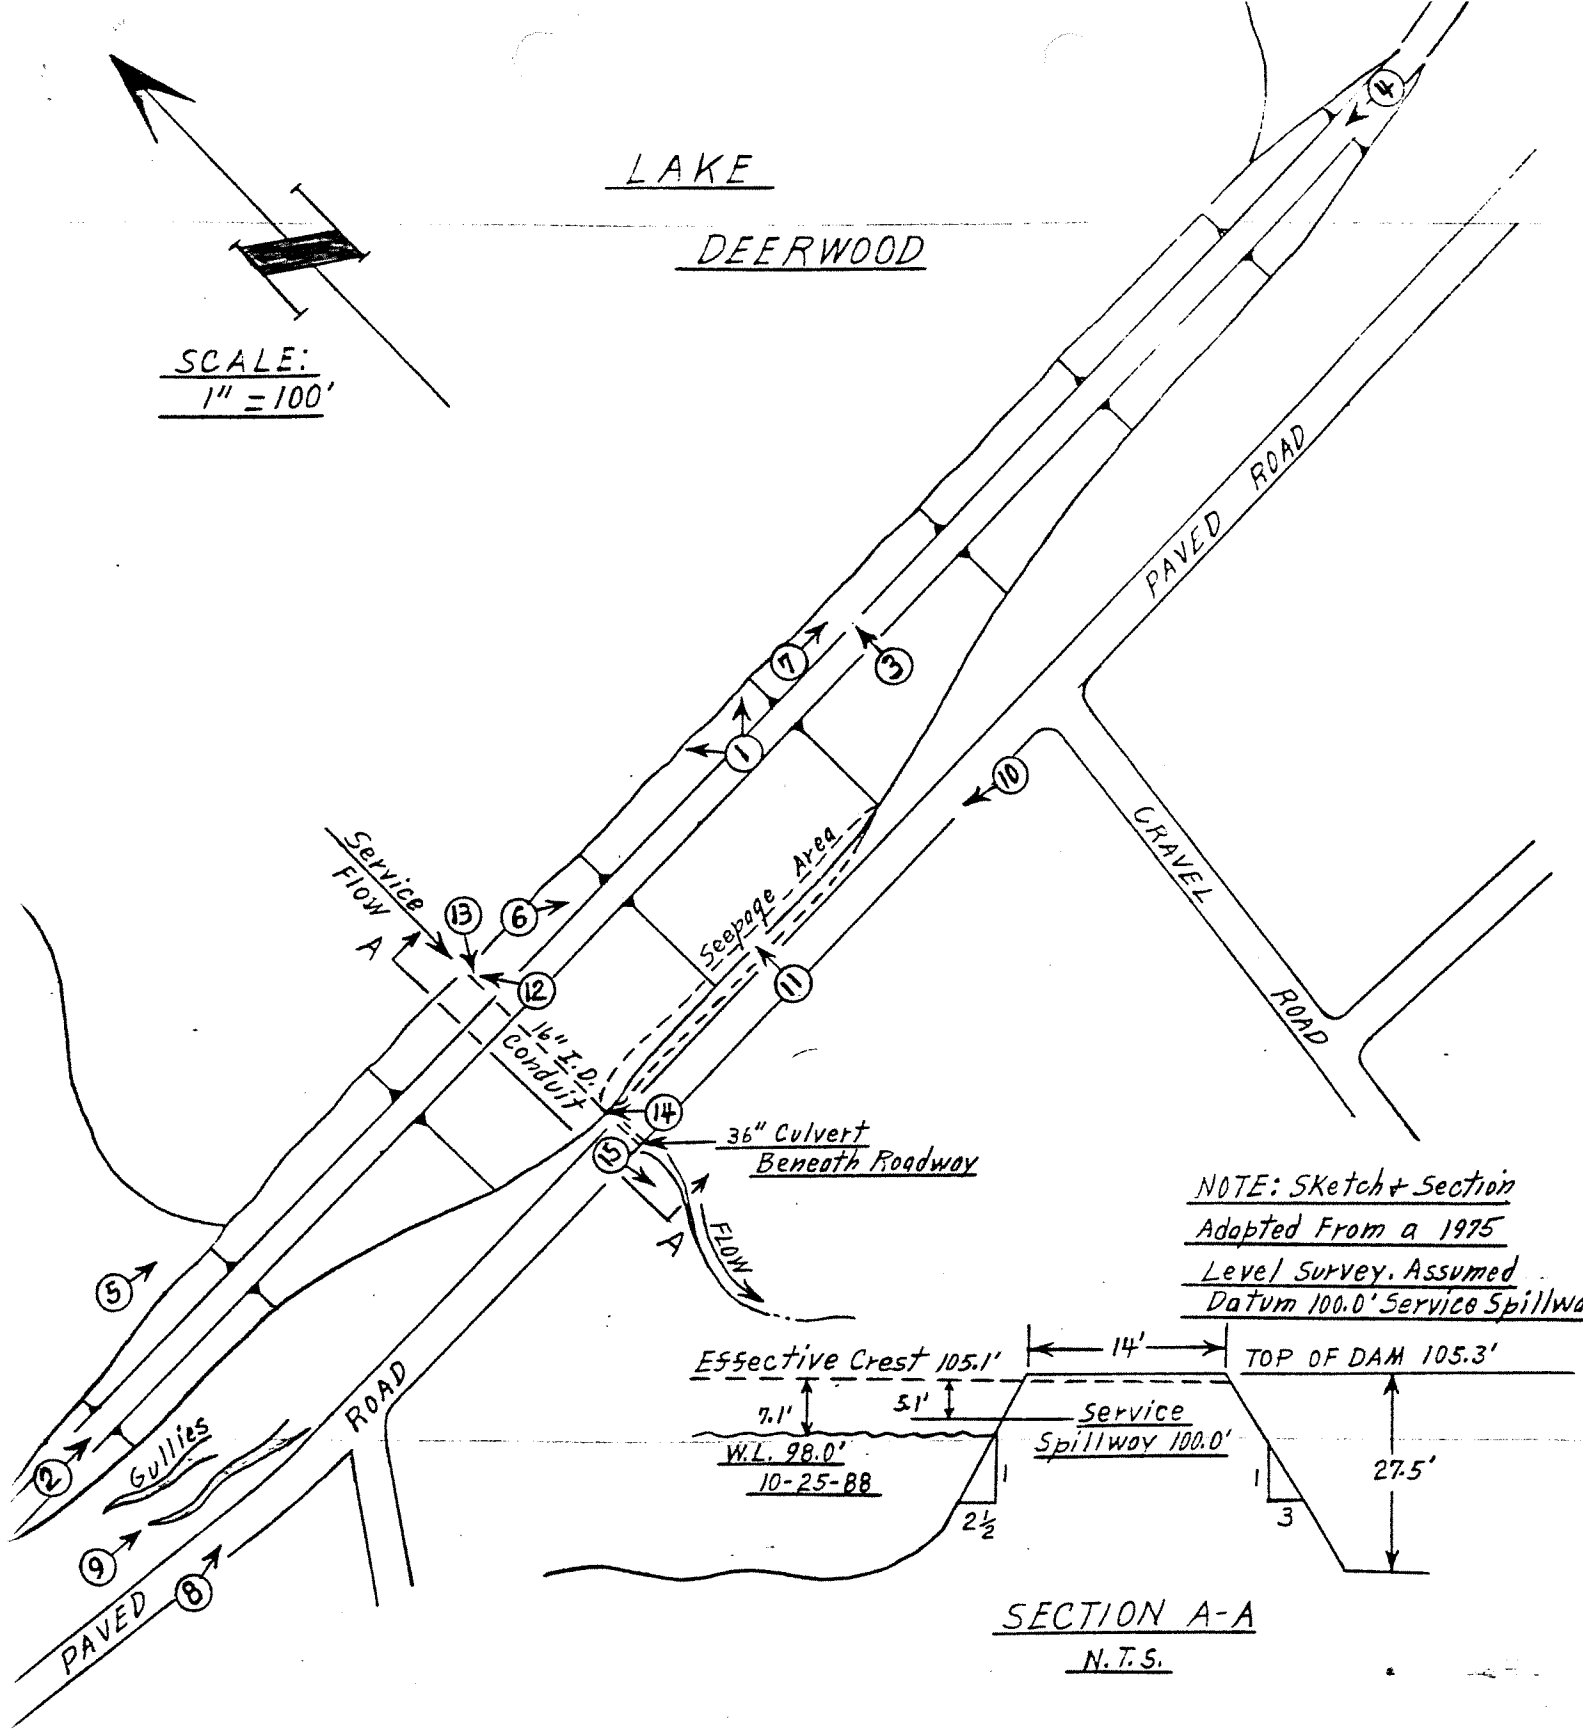 LAKE
DEERWOOD
SCALE:
1" = 100'
4
PAVED ROAD
7
3
1
10
GRAVEL
ROAD
Service
Flow
A
13
6
12
Seepage Area
11
16" I.D.
Conduit
14
36" Culvert
Beneath Roadway
15
A
FLOW
5
NOTE: Sketch & Section
Adapted From a 1975
Level Survey. Assumed
Datum 100.0' Service Spillwa
14'
Effective Crest 105.1'
TOP OF DAM 105.3'
7.1'
5.1'
Service
Spillway 100.0'
W.L. 98.0'
10-25-88
1
2½
1
3
27.5'
2
Gullies
9
8
PAVED
ROAD
SECTION A-A
N.T.S.